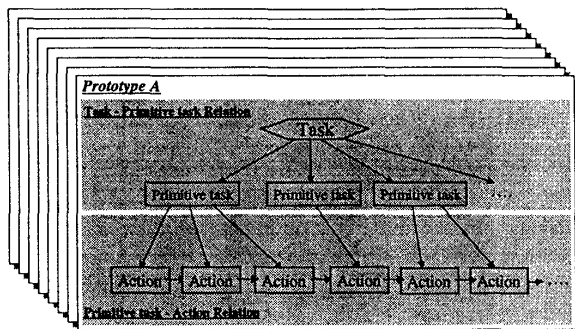 Prototype A
Task - Primitive task Relation
Task
Primitive task Primitive task Primitive task ....
Action Action Action Action Action Action ....
Primitive task - Action Relation